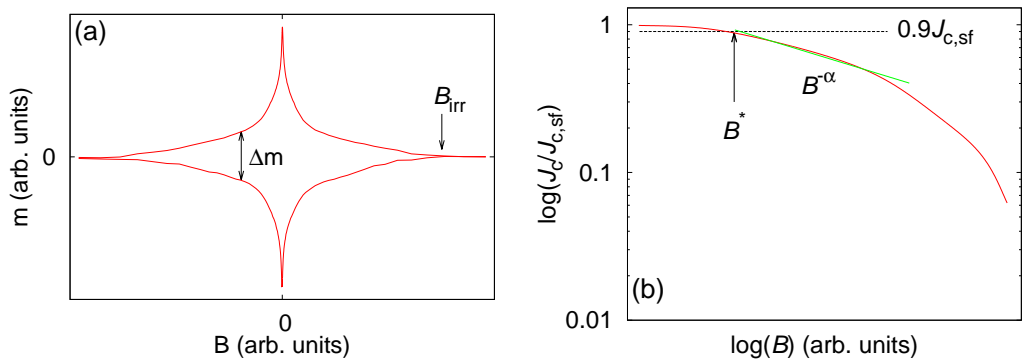 (a)
m (arb. units)
0
B_irr
Δm
0
B (arb. units)
log(J_c/J_c,sf)
1
0.1
0.01
0.9J_c,sf
B^-α
B^*
(b)
log(B) (arb. units)